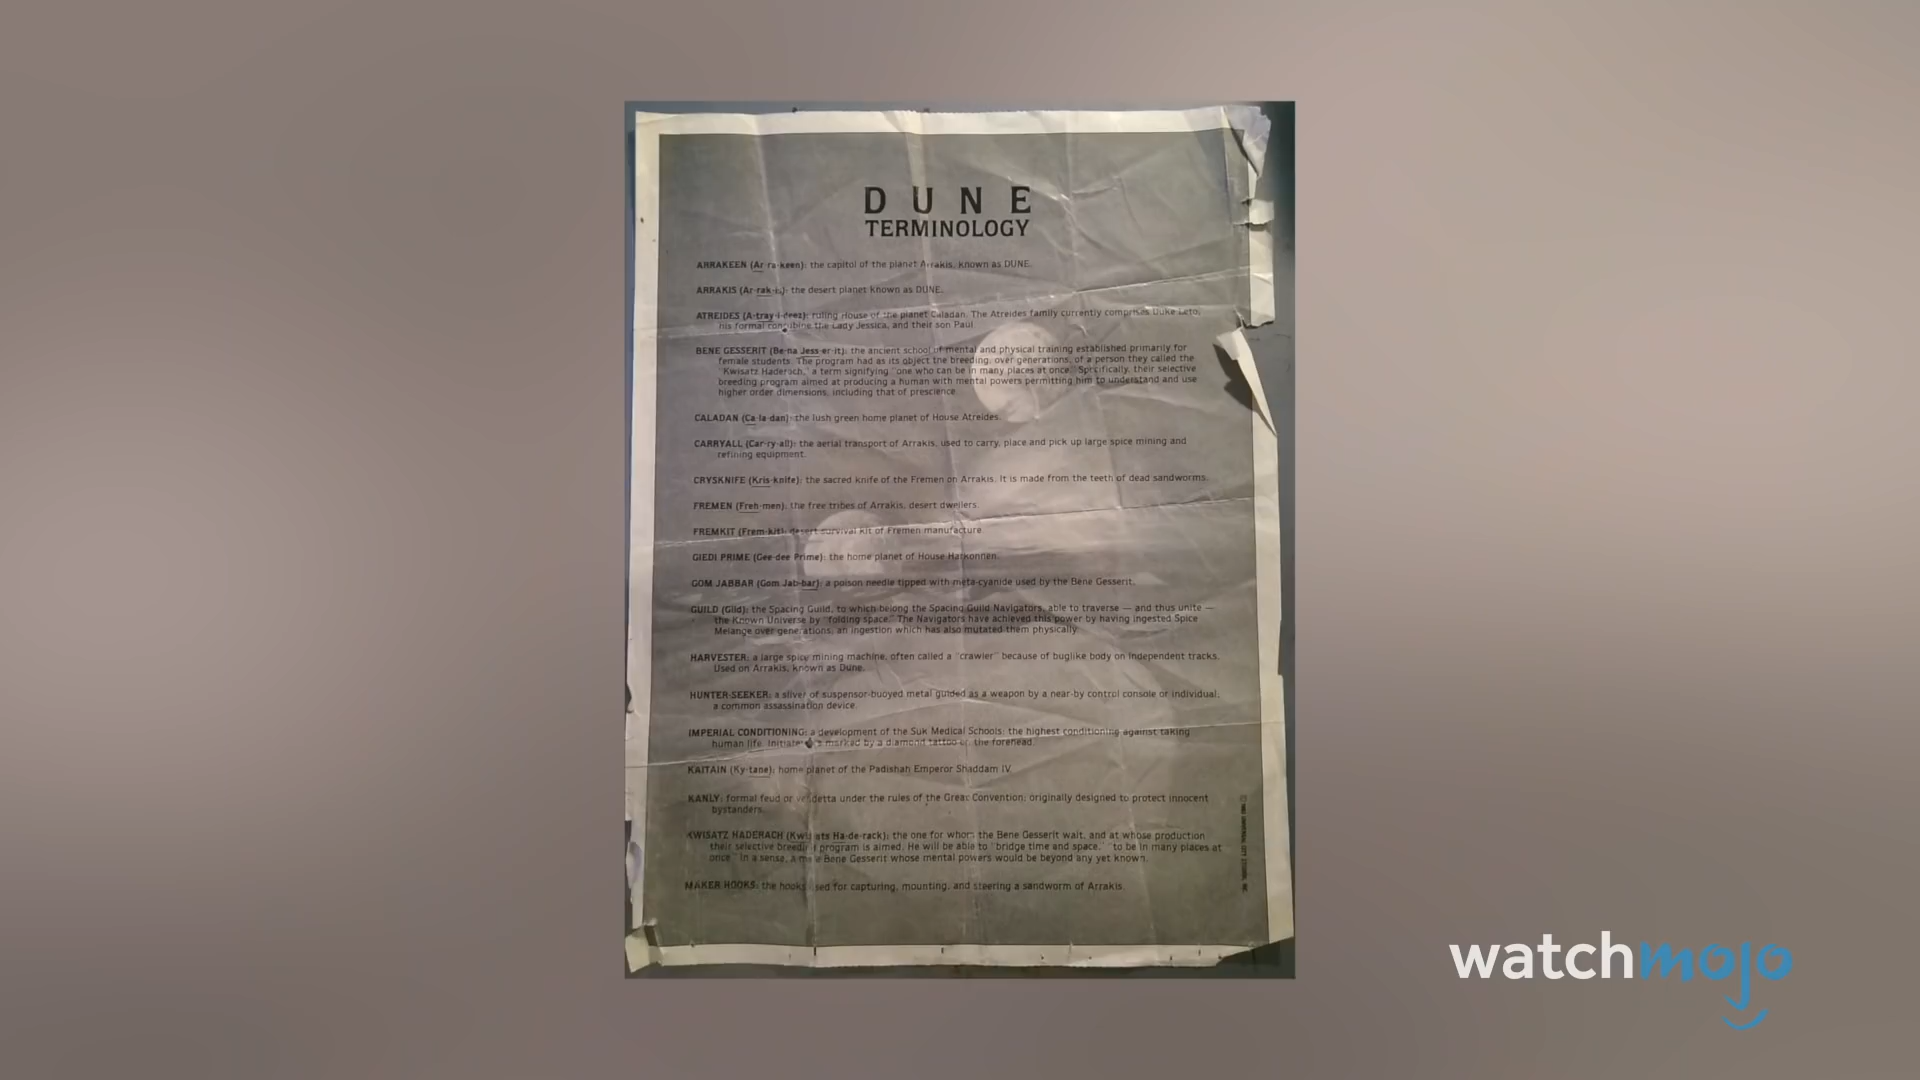 DUNE
TERMINOLOGY
ARRAKEEN (Ar-ra-keen): the capitol of the planet Arrakis, known as DUNE.
ARRAKIS (Ar-rak-is): the desert planet known as DUNE.
ATREIDES (A-tray-i-deez): ruling House of the planet Caladan. The Atreides family currently comprises Duke Leto,
his formal concubine the Lady Jessica, and their son Paul.
BENE GESSERIT (Be-na Jess-er-it): the ancient school of mental and physical training established primarily for
female students. The program had as its object the breeding, over generations, of a person they called the
"Kwisatz Haderach," a term signifying "one who can be in many places at once." Specifically, their selective
breeding program aimed at producing a human with mental powers permitting him to understand and use
higher order dimensions, including that of prescience.
CALADAN (Ca-la-dan): the lush green home planet of House Atreides.
CARRYALL (Car-ry-all): the aerial transport of Arrakis, used to carry, place and pick up large spice mining and
refining equipment.
CRYSKNIFE (Kris-knife): the sacred knife of the Fremen on Arrakis. It is made from the teeth of dead sandworms.
FREMEN (Freh-men): the free tribes of Arrakis, desert dwellers.
FREMKIT (Frem-kit): desert survival kit of Fremen manufacture.
GIEDI PRIME (Gee-dee Prime): the home planet of House Harkonnen.
GOM JABBAR (Gom Jab-bar): a poison needle tipped with meta-cyanide used by the Bene Gesserit.
GUILD (Gild): the Spacing Guild, to which belong the Spacing Guild Navigators, able to traverse — and thus unite —
the Known Universe by "folding space." The Navigators have achieved this power by having ingested Spice
Melange over generations, an ingestion which has also mutated them physically.
HARVESTER: a large spice mining machine, often called a "crawler" because of buglike body on independent tracks.
Used on Arrakis, known as Dune.
HUNTER-SEEKER: a sliver of suspensor-buoyed metal guided as a weapon by a near-by control console or individual;
a common assassination device.
IMPERIAL CONDITIONING: a development of the Suk Medical Schools: the highest conditioning against taking
human life. Initiate is marked by a diamond tattoo on the forehead.
KAITAIN (Ky-tane): home planet of the Padishah Emperor Shaddam IV.
KANLY: formal feud or vendetta under the rules of the Great Convention; originally designed to protect innocent
bystanders.
KWISATZ HADERACH (Kwi-sats Ha-de-rack): the one for whom the Bene Gesserit wait, and at whose production
their selective breeding program is aimed. He will be able to "bridge time and space," "to be in many places at
once." In a sense, a male Bene Gesserit whose mental powers would be beyond any yet known.
MAKER HOOKS: the hooks used for capturing, mounting, and steering a sandworm of Arrakis.
watchmojo